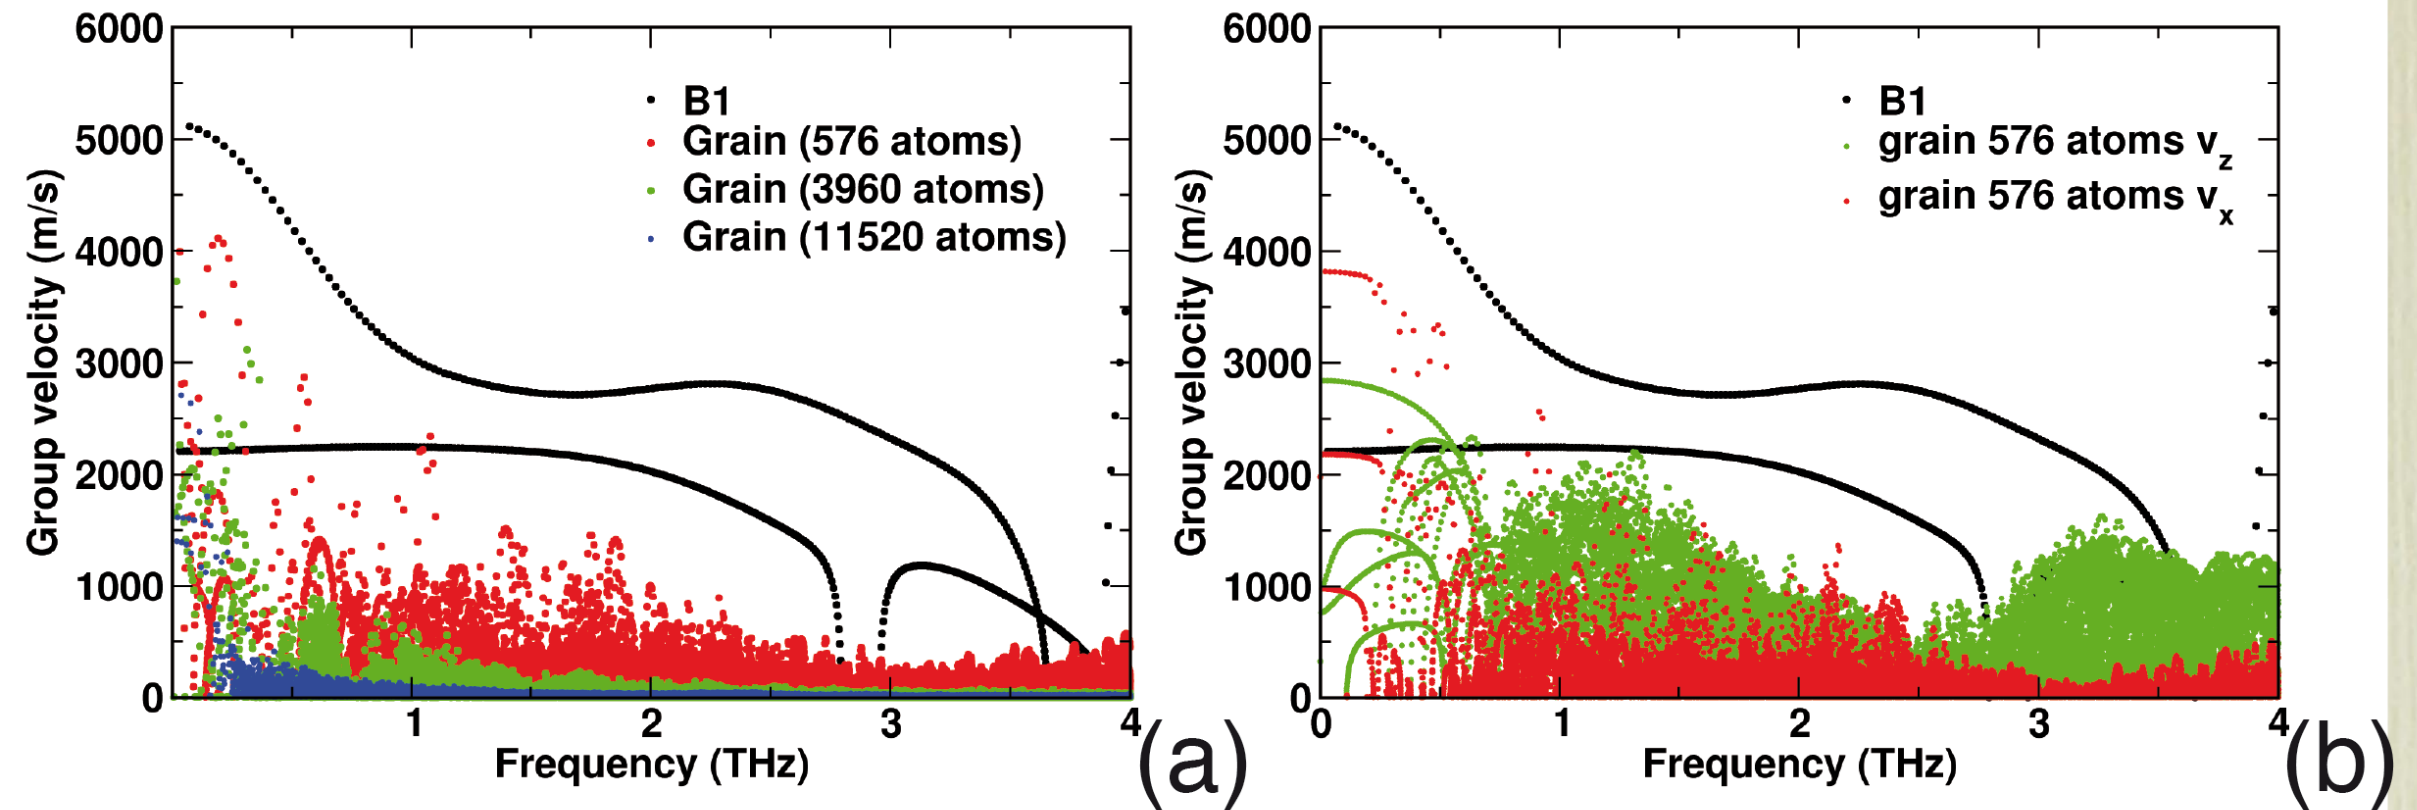 6000
5000
4000
3000
2000
1000
0
Group velocity (m/s)
B1
Grain (576 atoms)
Grain (3960 atoms)
Grain (11520 atoms)
1
2
3
4
Frequency (THz)
(a)
6000
5000
4000
3000
2000
1000
0
Group velocity (m/s)
B1
grain 576 atoms vz
grain 576 atoms vx
0
1
2
3
4
Frequency (THz)
(b)